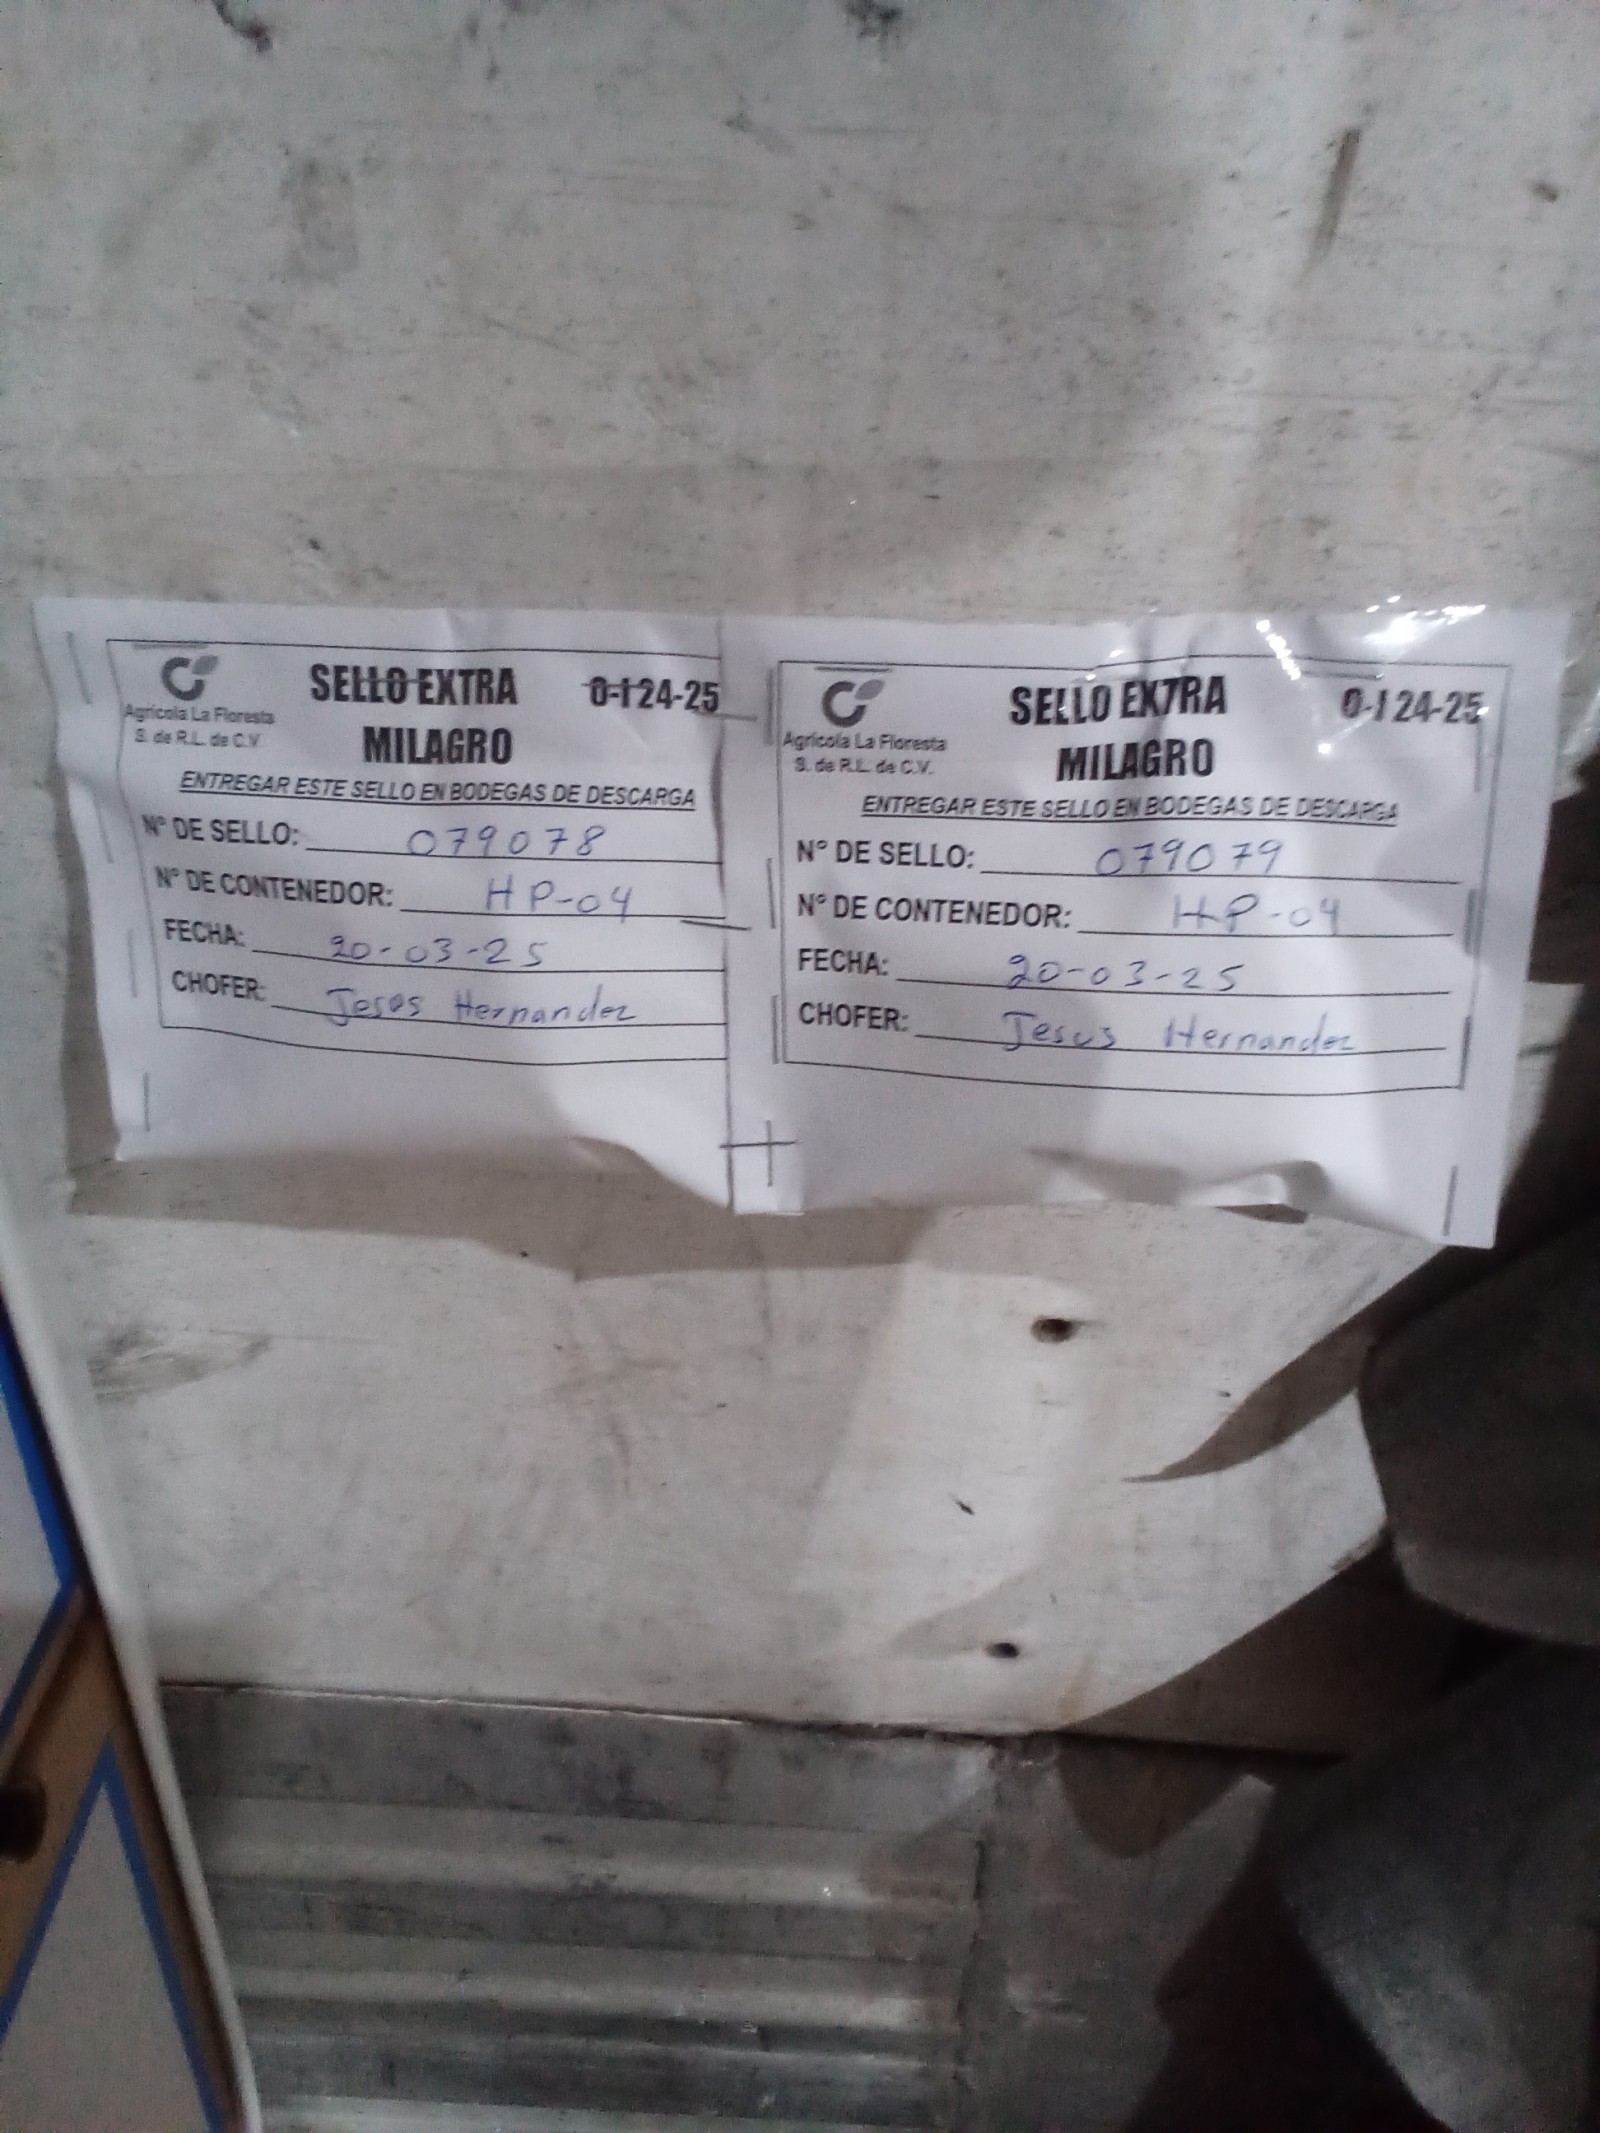 Agrícola La Floresta
S. de R.L. de C.V.
SELLO EXTRA 0-I 24-25
MILAGRO
ENTREGAR ESTE SELLO EN BODEGAS DE DESCARGA
N° DE SELLO: 079078
N° DE CONTENEDOR: HP-04
FECHA: 20-03-25
CHOFER: Jesus Hernandez
Agrícola La Floresta
S. de R.L. de C.V.
SELLO EXTRA 0-I 24-25
MILAGRO
ENTREGAR ESTE SELLO EN BODEGAS DE DESCARGA
N° DE SELLO: 079079
N° DE CONTENEDOR: HP-04
FECHA: 20-03-25
CHOFER: Jesus Hernandez